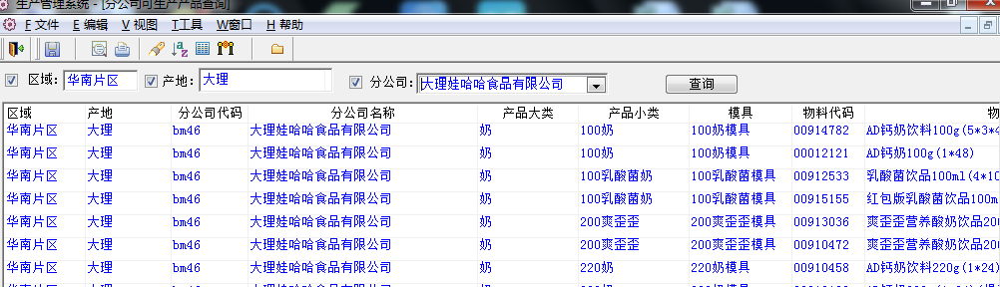 生产管理系统 - [分公司可生产产品查询]
E 文件 E 编辑 V 视图 T工具 W窗口 H 帮助
区域: 华南片区 产地: 大理 分公司: 大理娃哈哈食品有限公司 查询
区域 产地 分公司代码 分公司名称 产品大类 产品小类 模具 物料代码 物
华南片区 大理 bm46 大理娃哈哈食品有限公司 奶 100奶 100奶模具 00914782 AD钙奶饮料100g(5*3*4
华南片区 大理 bm46 大理娃哈哈食品有限公司 奶 100奶 100奶模具 00012121 AD钙奶100g(1*48)
华南片区 大理 bm46 大理娃哈哈食品有限公司 奶 100乳酸菌奶 100乳酸菌模具 00912533 乳酸菌饮品100ml(4*10
华南片区 大理 bm46 大理娃哈哈食品有限公司 奶 100乳酸菌奶 100乳酸菌模具 00915155 红包版乳酸菌饮品100m
华南片区 大理 bm46 大理娃哈哈食品有限公司 奶 200爽歪歪 200爽歪歪模具 00913036 爽歪歪营养酸奶饮品200
华南片区 大理 bm46 大理娃哈哈食品有限公司 奶 200爽歪歪 200爽歪歪模具 00910472 爽歪歪营养酸奶饮品200
华南片区 大理 bm46 大理娃哈哈食品有限公司 奶 220奶 220奶模具 00910458 AD钙奶饮料220g(1*24)